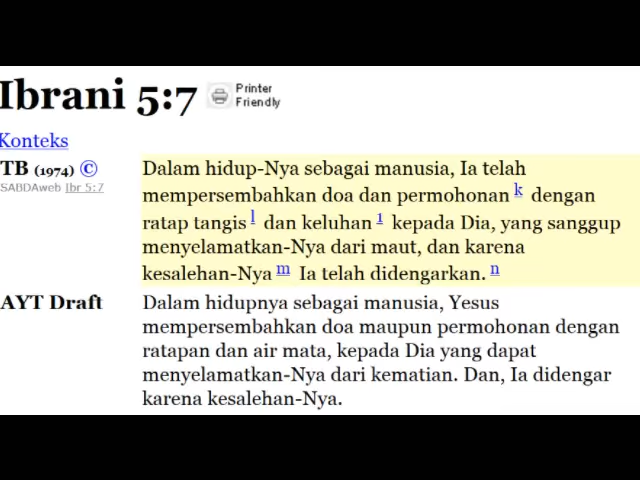 Ibrani 5:7 Printer Friendly
Konteks
TB (1974) ©
SABDAweb Ibr 5:7
Dalam hidup-Nya sebagai manusia, Ia telah
mempersembahkan doa dan permohonan k dengan
ratap tangis l dan keluhan 1 kepada Dia, yang sanggup
menyelamatkan-Nya dari maut, dan karena
kesalehan-Nya m Ia telah didengarkan. n
AYT Draft
Dalam hidupnya sebagai manusia, Yesus
mempersembahkan doa maupun permohonan dengan
ratapan dan air mata, kepada Dia yang dapat
menyelamatkan-Nya dari kematian. Dan, Ia didengar
karena kesalehan-Nya.